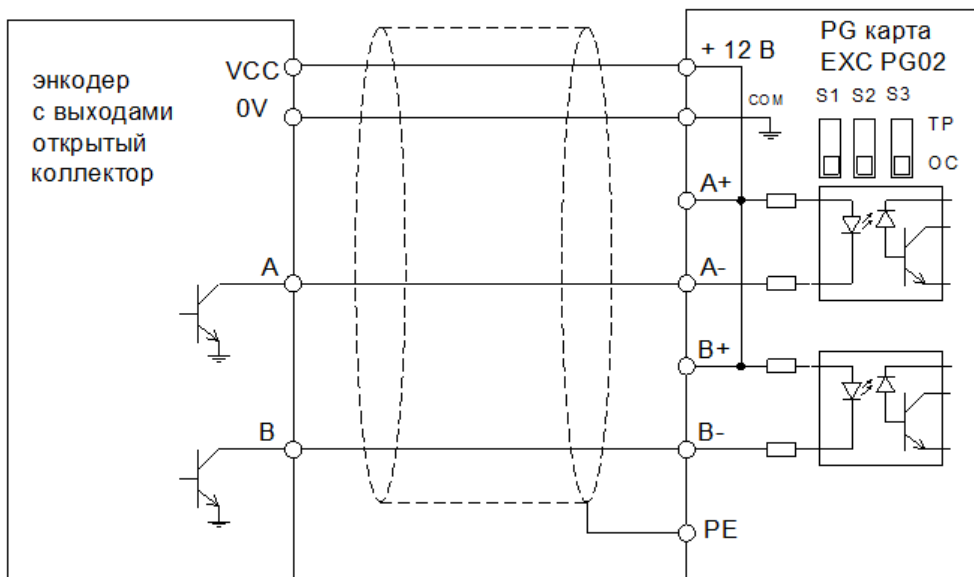 энкодер
с выходами
открытый
коллектор
VCC
0V
A
B
+ 12 В
COM
A+
A-
B+
B-
PE
PG карта
EXC PG02
S1 S2 S3
TP
OC